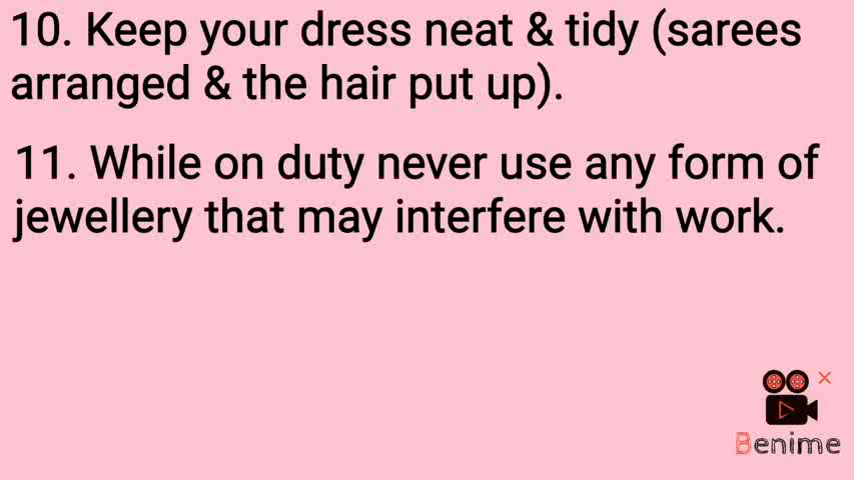 10. Keep your dress neat & tidy (sarees
arranged & the hair put up).
11. While on duty never use any form of
jewellery that may interfere with work.
Benime